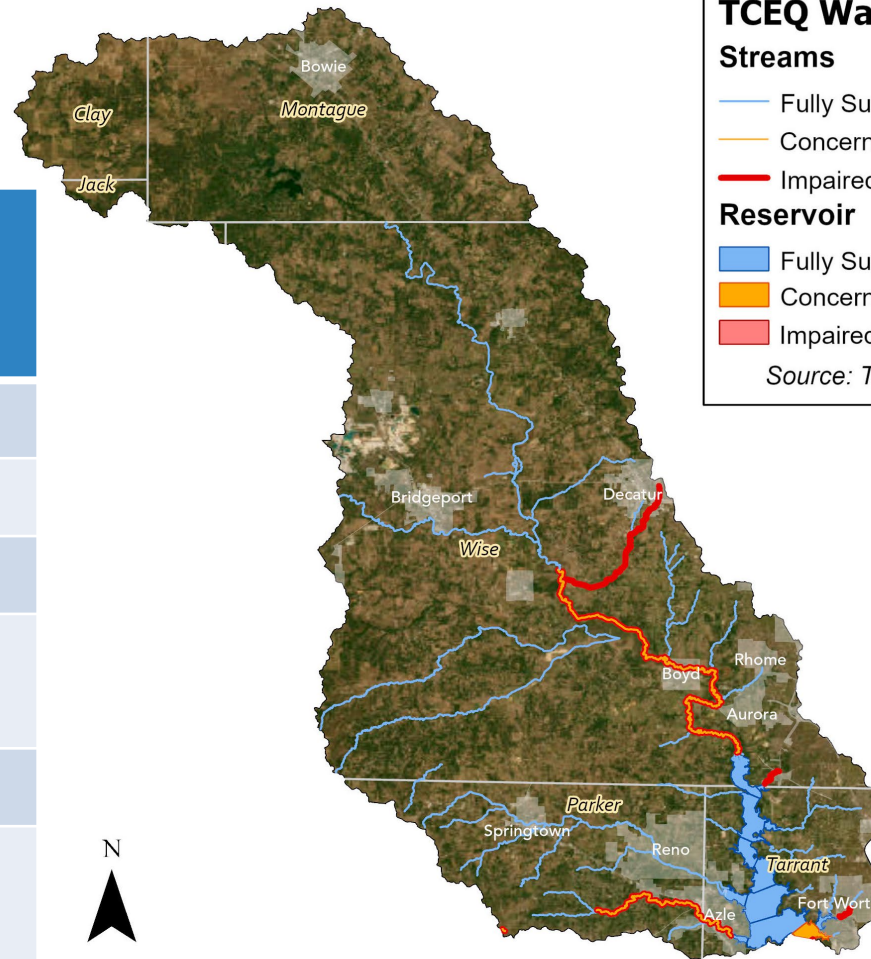 TCEQ Wa
Streams
Fully Su
Concern
Impaired
Reservoir
Fully Su
Concern
Impaired
Source: T
Bowie
Clay
Montague
Jack
Decatur
Bridgeport
Wise
Rhome
Boyd
Aurora
Parker
Springtown
Reno
Tarrant
Fort Wort
Azle
N